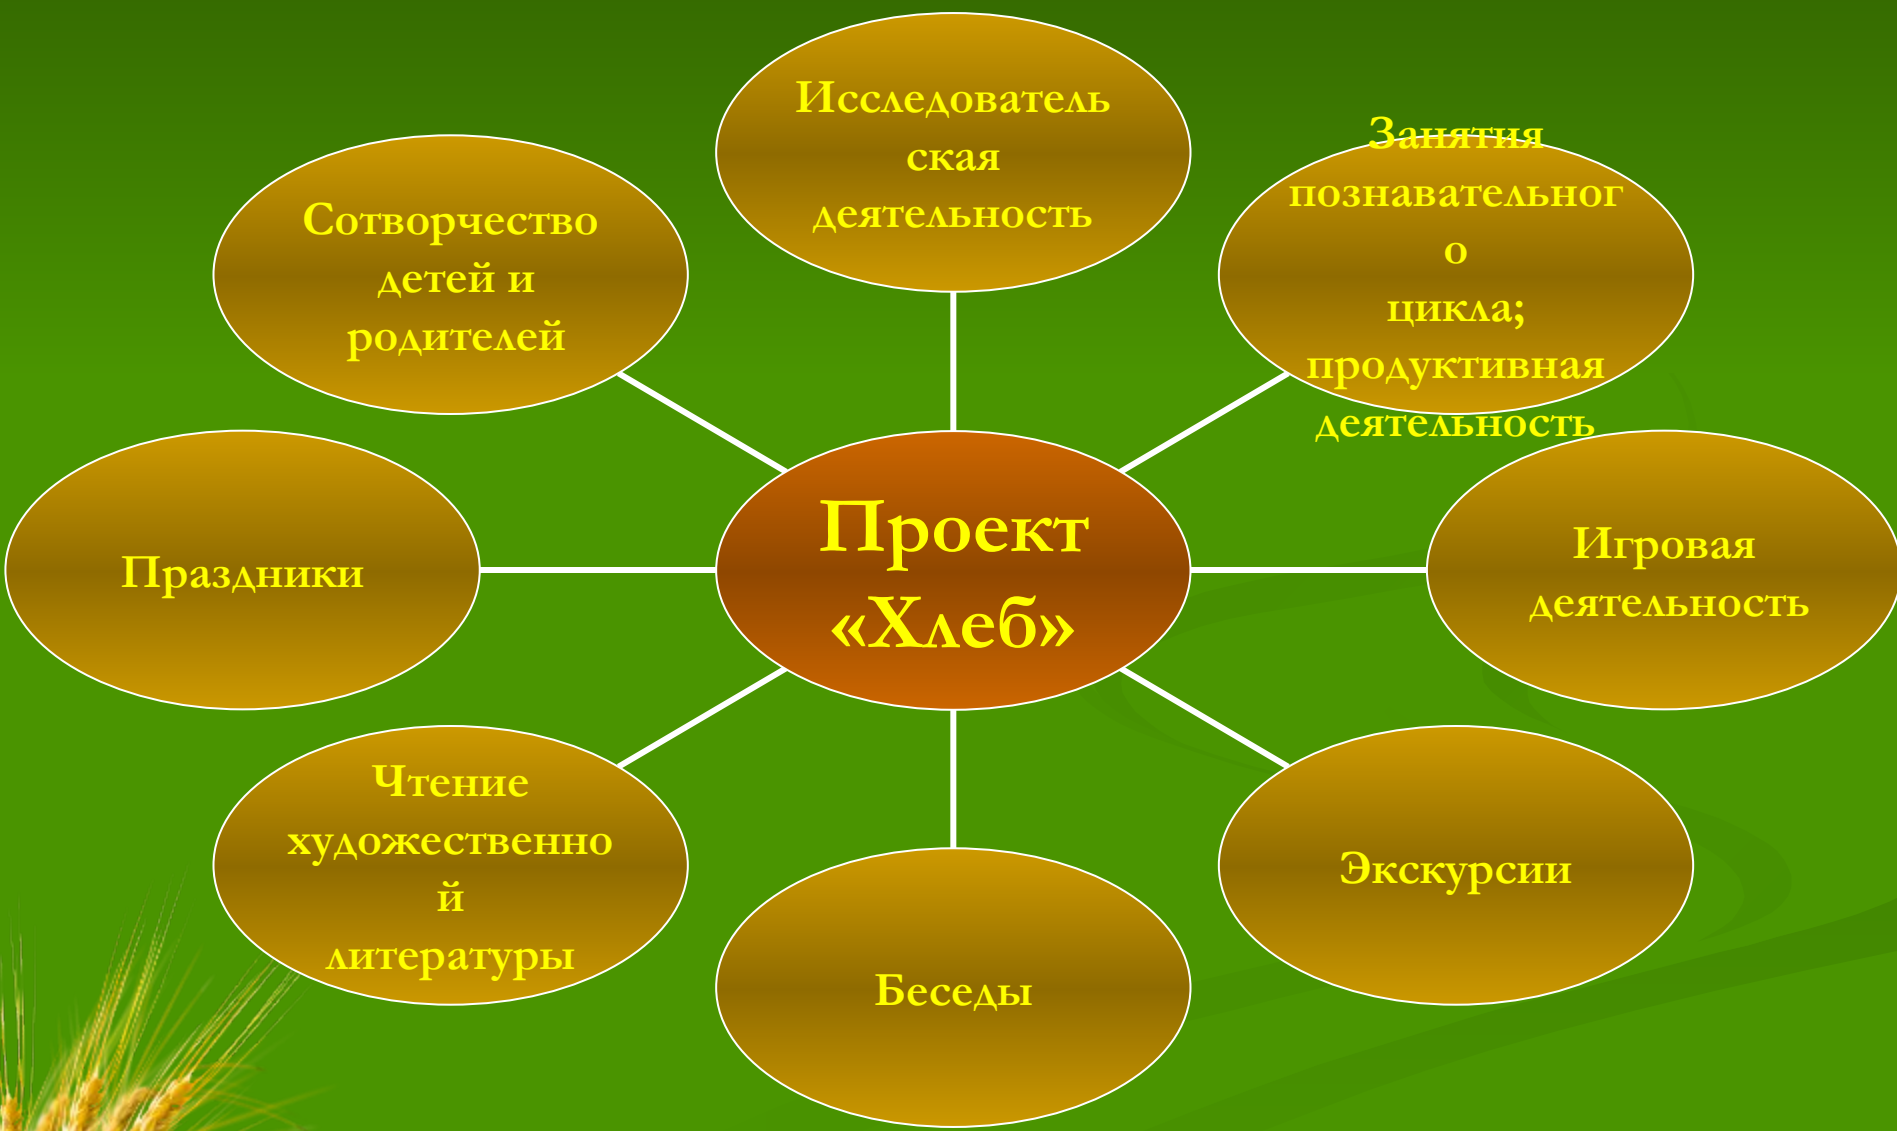 Исследователь
ская
деятельность
Занятия
познавательног
о
цикла;
продуктивная
деятельность
Сотворчество
детей и
родителей
Проект
«Хлеб»
Праздники
Игровая
деятельность
Чтение
художественно
й
литературы
Экскурсии
Беседы